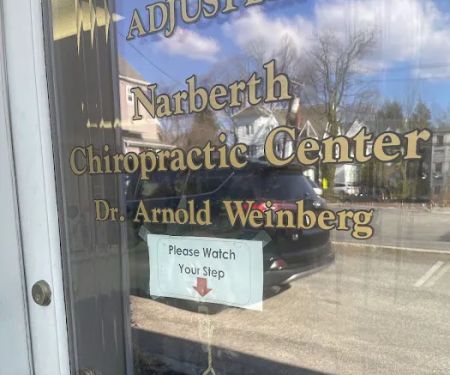 Narberth
Chiropractic Center
Dr. Arnold Weinberg
Please Watch
Your Step